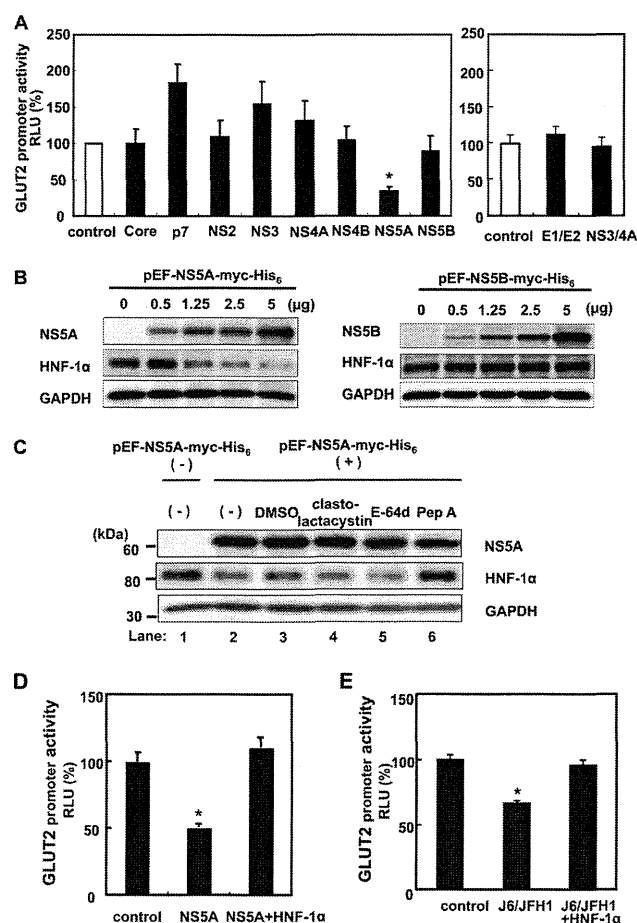 A
GLUT2 promoter activity
RLU (%)
250
200
150
100
50
0
control Core p7 NS2 NS3 NS4A NS4B NS5A NS5B
*
250
200
150
100
50
0
control E1/E2 NS3/4A
B
pEF-NS5A-myc-His6
0 0.5 1.25 2.5 5 (μg)
NS5A
HNF-1α
GAPDH
pEF-NS5B-myc-His6
0 0.5 1.25 2.5 5 (μg)
NS5B
HNF-1α
GAPDH
C
pEF-NS5A-myc-His6
(-)
pEF-NS5A-myc-His6
(+)
(-) (-) DMSO clasto-lactacystin E-64d Pep A
(kDa)
60
80
30
NS5A
HNF-1α
GAPDH
Lane: 1 2 3 4 5 6
D
GLUT2 promoter activity
RLU (%)
150
100
50
0
*
control NS5A NS5A+HNF-1α
E
GLUT2 promoter activity
RLU (%)
150
100
50
0
*
control J6/JFH1 J6/JFH1
+HNF-1α